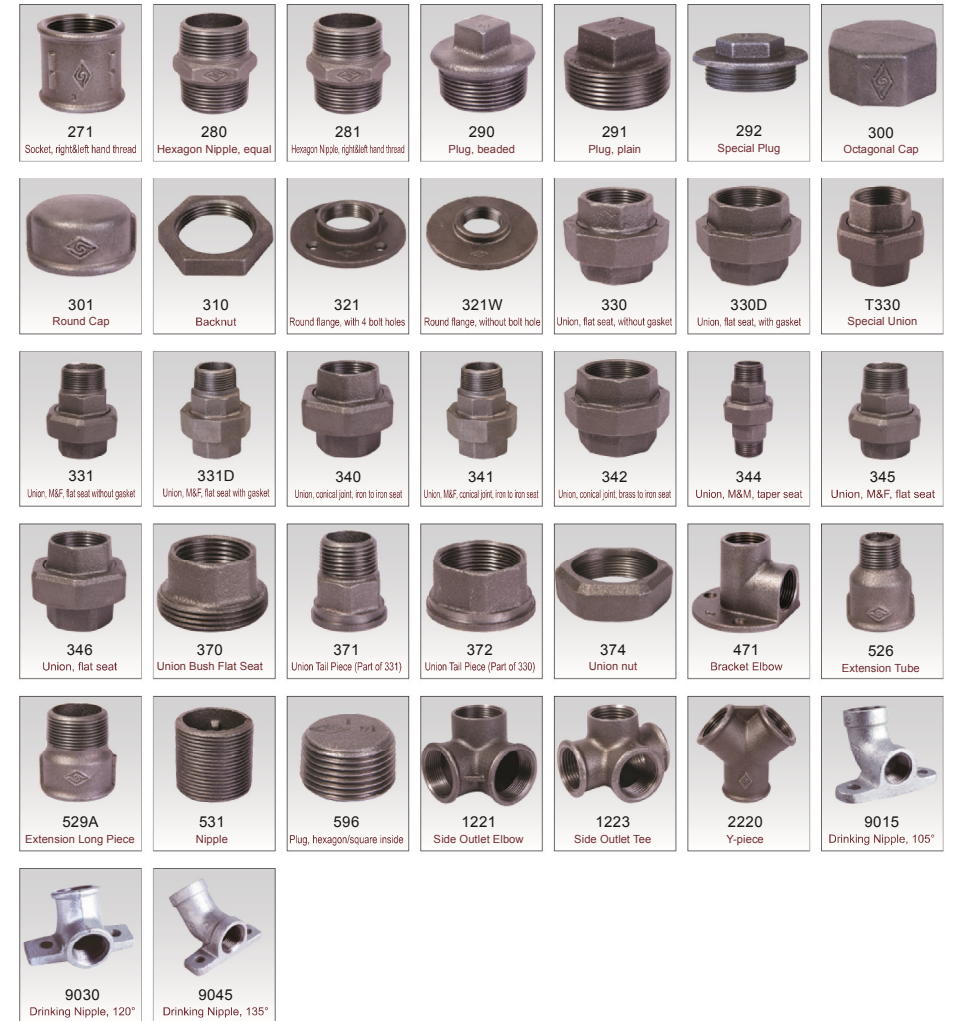 271
Socket, right&left hand thread
280
Hexagon Nipple, equal
281
Hexagon Nipple, right&left hand thread
290
Plug, beaded
291
Plug, plain
292
Special Plug
300
Octagonal Cap
301
Round Cap
310
Backnut
321
Round flange, with 4 bolt holes
321W
Round flange, without bolt hole
330
Union, flat seat, without gasket
330D
Union, flat seat, with gasket
T330
Special Union
331
Union, M&F, flat seat without gasket
331D
Union, M&F, flat seat with gasket
340
Union, conical joint, iron to iron seat
341
Union, M&F, conical joint, iron to iron seat
342
Union, conical joint, brass to iron seat
344
Union, M&M, taper seat
345
Union, M&F, flat seat
346
Union, flat seat
370
Union Bush Flat Seat
371
Union Tail Piece (Part of 331)
372
Union Tail Piece (Part of 330)
374
Union nut
471
Bracket Elbow
526
Extension Tube
529A
Extension Long Piece
531
Nipple
596
Plug, hexagon/square inside
1221
Side Outlet Elbow
1223
Side Outlet Tee
2220
Y-piece
9015
Drinking Nipple, 105°
9030
Drinking Nipple, 120°
9045
Drinking Nipple, 135°